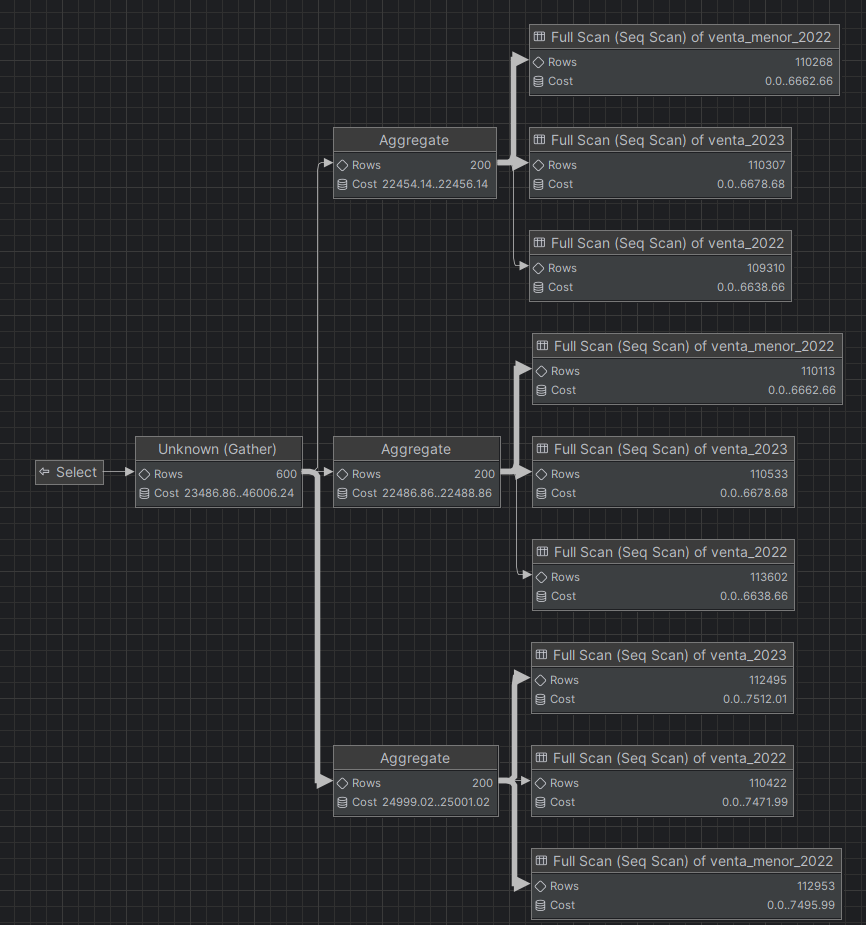 Select
Unknown (Gather)
Rows 600
Cost 23486.86..46006.24
Aggregate
Rows 200
Cost 22454.14..22456.14
Full Scan (Seq Scan) of venta_menor_2022
Rows 110268
Cost 0.0..6662.66
Full Scan (Seq Scan) of venta_2023
Rows 110307
Cost 0.0..6678.68
Full Scan (Seq Scan) of venta_2022
Rows 109310
Cost 0.0..6638.66
Aggregate
Rows 200
Cost 22486.86..22488.86
Full Scan (Seq Scan) of venta_menor_2022
Rows 110113
Cost 0.0..6662.66
Full Scan (Seq Scan) of venta_2023
Rows 110533
Cost 0.0..6678.68
Full Scan (Seq Scan) of venta_2022
Rows 113602
Cost 0.0..6638.66
Aggregate
Rows 200
Cost 24999.02..25001.02
Full Scan (Seq Scan) of venta_2023
Rows 112495
Cost 0.0..7512.01
Full Scan (Seq Scan) of venta_2022
Rows 110422
Cost 0.0..7471.99
Full Scan (Seq Scan) of venta_menor_2022
Rows 112953
Cost 0.0..7495.99